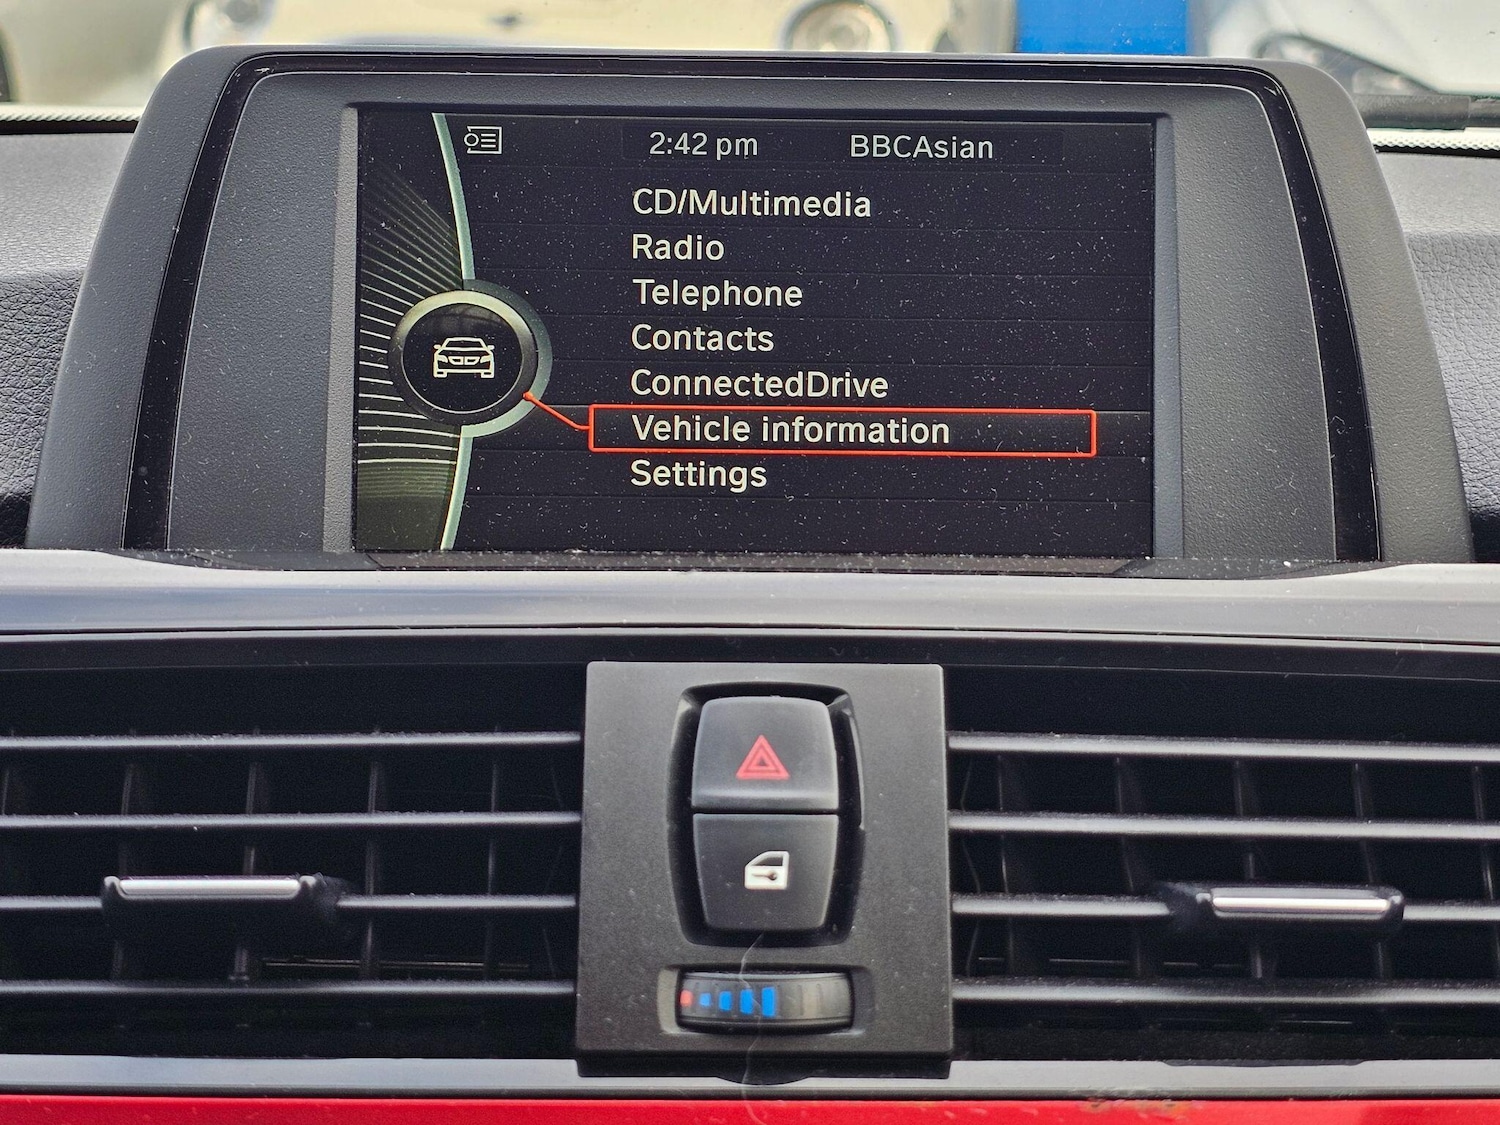 2:42 pm BBCAsian
CD/Multimedia
Radio
Telephone
Contacts
ConnectedDrive
Vehicle information
Settings